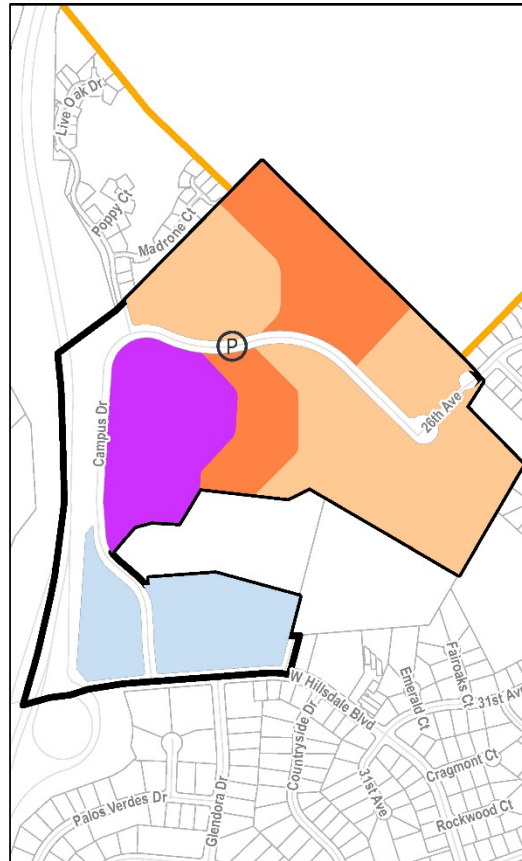 Live Oak Dr
Poppy Ct
Madrone Ct
P
Campus Dr
26th Ave
W Hillsdale Blvd
Fairoaks Ct
Emerald Ct
31st Ave
Countryside Dr
31st Ave
Cragmont Ct
Glendora Dr
Palos Verdes Dr
Rockwood Ct